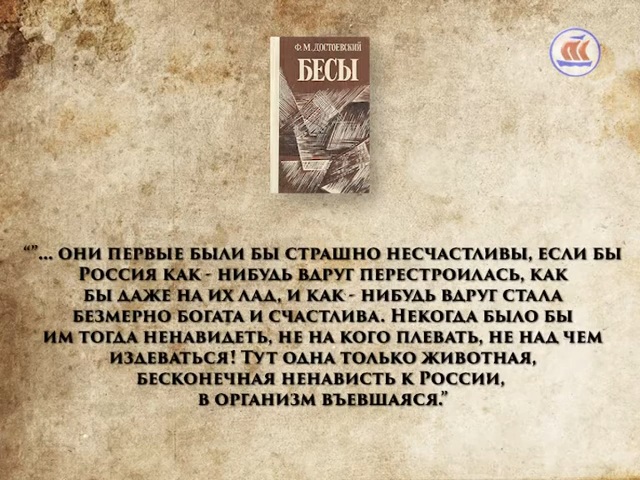 Ф. М. ДОСТОЕВСКИЙ
БЕСЫ
“”... ОНИ ПЕРВЫЕ БЫЛИ БЫ СТРАШНО НЕСЧАСТЛИВЫ, ЕСЛИ БЫ
РОССИЯ КАК - НИБУДЬ ВДРУГ ПЕРЕСТРОИЛАСЬ, КАК
БЫ ДАЖЕ НА ИХ ЛАД, И КАК - НИБУДЬ ВДРУГ СТАЛА
БЕЗМЕРНО БОГАТА И СЧАСТЛИВА. НЕКОГДА БЫЛО БЫ
ИМ ТОГДА НЕНАВИДЕТЬ, НЕ НА КОГО ПЛЕВАТЬ, НЕ НАД ЧЕМ
ИЗДЕВАТЬСЯ! ТУТ ОДНА ТОЛЬКО ЖИВОТНАЯ,
БЕСКОНЕЧНАЯ НЕНАВИСТЬ К РОССИИ,
В ОРГАНИЗМ ВЪЕВШАЯСЯ.”